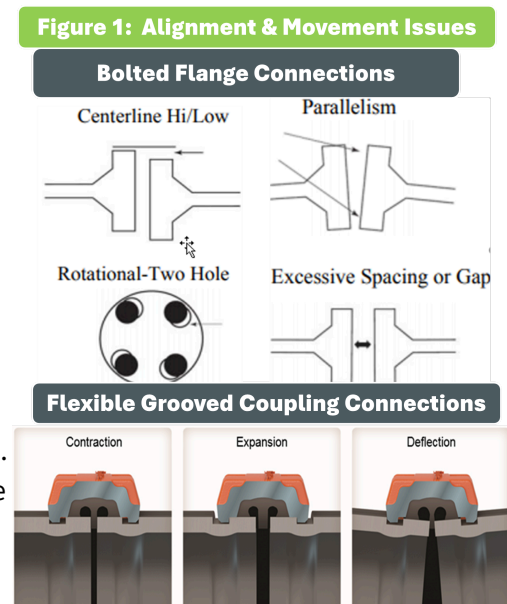 Figure 1: Alignment & Movement Issues
Bolted Flange Connections
Centerline Hi/Low
Parallelism
Rotational-Two Hole
Excessive Spacing or Gap
Flexible Grooved Coupling Connections
Contraction
Expansion
Deflection
.
e